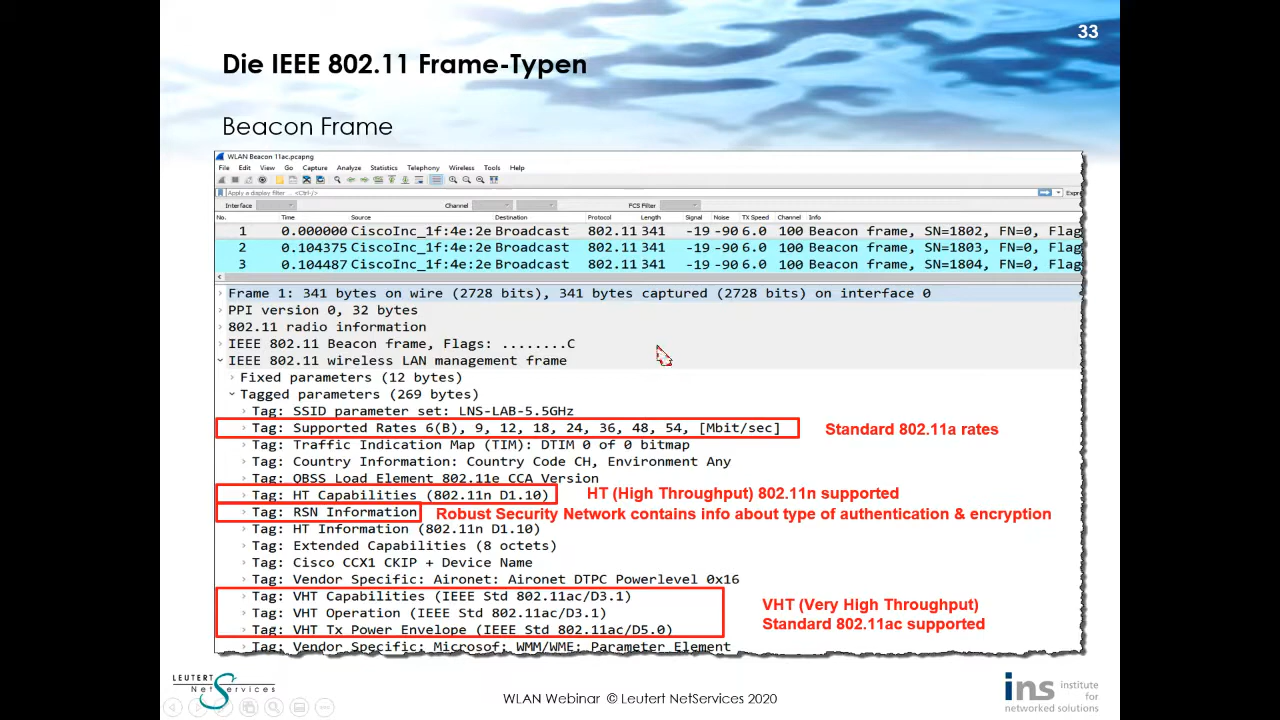 33
Die IEEE 802.11 Frame-Typen
Beacon Frame
WLAN Beacon 11ac.pcapng
File Edit View Go Capture Analyze Statistics Telephony Wireless Tools Help
Apply a display filter ... <Ctrl-/>
Expre
Interface Channel FCS Filter
No. Time Source Destination Protocol Length Signal Noise TX Speed Channel Info
1 0.000000 CiscoInc_1f:4e:2e Broadcast 802.11 341 -19 -90 6.0 100 Beacon frame, SN=1802, FN=0, Flag
2 0.104375 CiscoInc_1f:4e:2e Broadcast 802.11 341 -19 -90 6.0 100 Beacon frame, SN=1803, FN=0, Flag
3 0.104487 CiscoInc_1f:4e:2e Broadcast 802.11 341 -19 -90 6.0 100 Beacon frame, SN=1804, FN=0, Flag
Frame 1: 341 bytes on wire (2728 bits), 341 bytes captured (2728 bits) on interface 0
PPI version 0, 32 bytes
802.11 radio information
IEEE 802.11 Beacon frame, Flags: ........C
IEEE 802.11 wireless LAN management frame
Fixed parameters (12 bytes)
Tagged parameters (269 bytes)
Tag: SSID parameter set: LNS-LAB-5.5GHz
Tag: Supported Rates 6(B), 9, 12, 18, 24, 36, 48, 54, [Mbit/sec]
Standard 802.11a rates
Tag: Traffic Indication Map (TIM): DTIM 0 of 0 bitmap
Tag: Country Information: Country Code CH, Environment Any
Tag: QBSS Load Element 802.11e CCA Version
Tag: HT Capabilities (802.11n D1.10)
HT (High Throughput) 802.11n supported
Tag: RSN Information
Robust Security Network contains info about type of authentication & encryption
Tag: HT Information (802.11n D1.10)
Tag: Extended Capabilities (8 octets)
Tag: Cisco CCX1 CKIP + Device Name
Tag: Vendor Specific: Aironet: Aironet DTPC Powerlevel 0x16
Tag: VHT Capabilities (IEEE Std 802.11ac/D3.1)
Tag: VHT Operation (IEEE Std 802.11ac/D3.1)
Tag: VHT Tx Power Envelope (IEEE Std 802.11ac/D5.0)
VHT (Very High Throughput)
Standard 802.11ac supported
Tag: Vendor Specific: Microsof: WMM/WME: Parameter Element
LEUTERT
NetServices
WLAN Webinar © Leutert NetServices 2020
ins institute
for
networked solutions